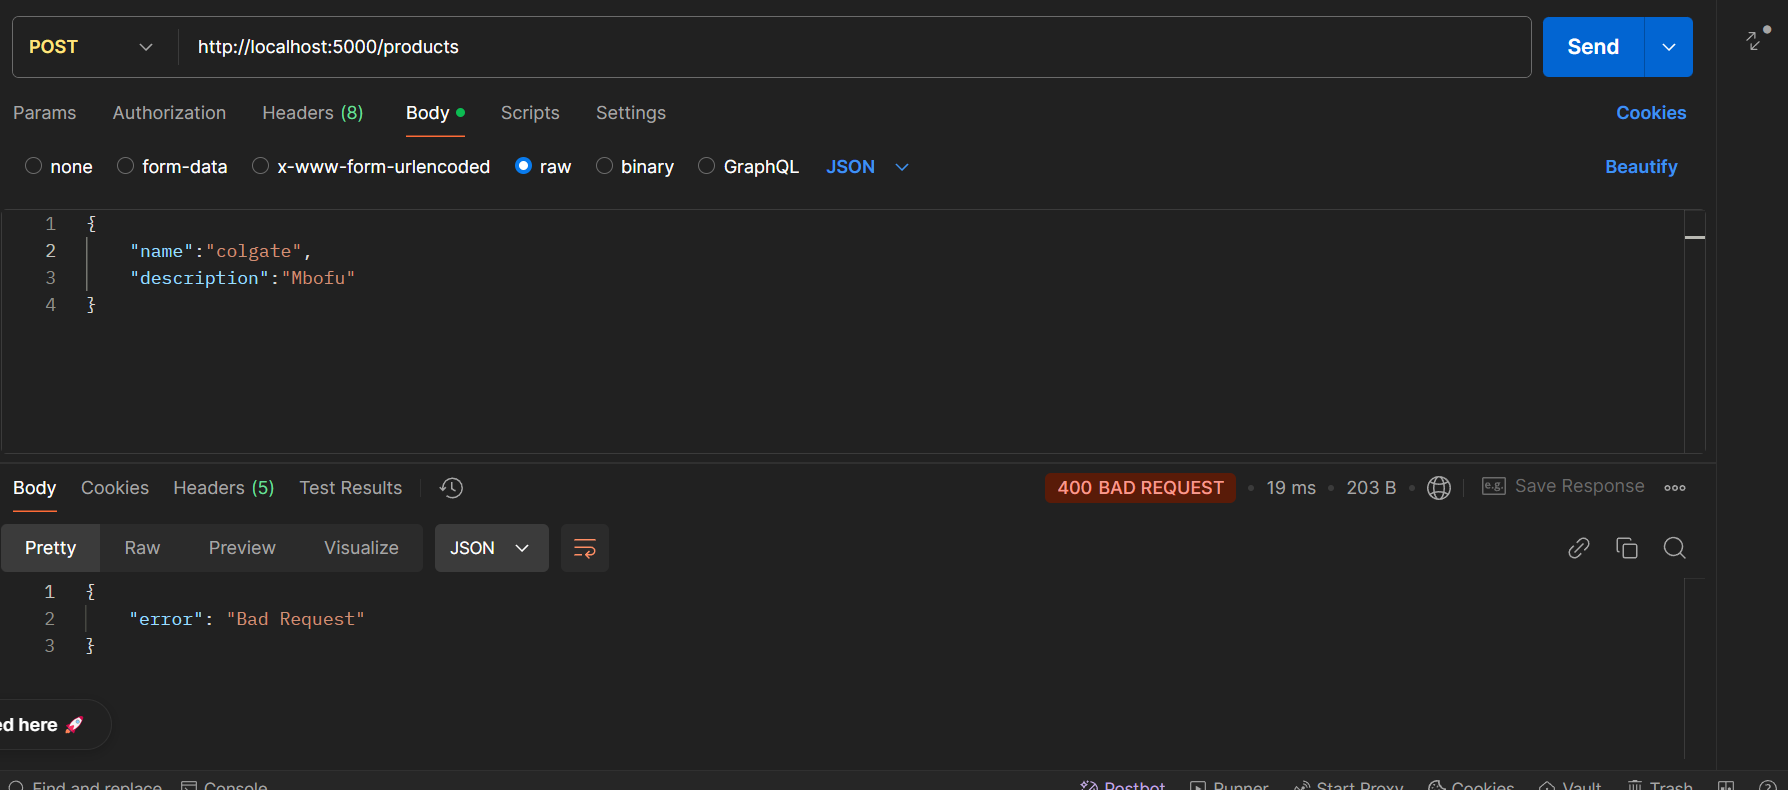 POST http://localhost:5000/products Send
Params Authorization Headers (8) Body Scripts Settings Cookies
none form-data x-www-form-urlencoded raw binary GraphQL JSON Beautify
1 {
2 "name":"colgate",
3 "description":"Mbofu"
4 }
Body Cookies Headers (5) Test Results 400 BAD REQUEST 19 ms 203 B e.g. Save Response
Pretty Raw Preview Visualize JSON
1 {
2 "error": "Bad Request"
3 }
ed here 🚀
Find and replace Console Postbot Runner Start Proxy Cookies Vault Trash